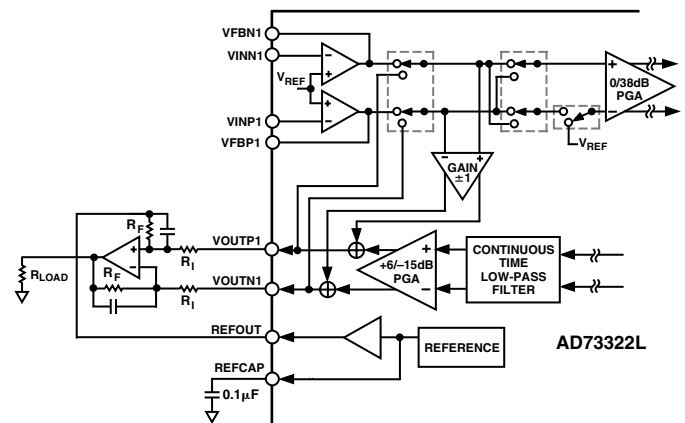 VFBN1
VINN1
VREF
VINP1
VFBP1
0/38dB
PGA
VREF
GAIN
±1
RF
VOUTP1
RI
RF
RLOAD
VOUTN1
RI
+6/–15dB
PGA
CONTINUOUS
TIME
LOW-PASS
FILTER
REFOUT
REFERENCE
AD73322L
REFCAP
0.1µF